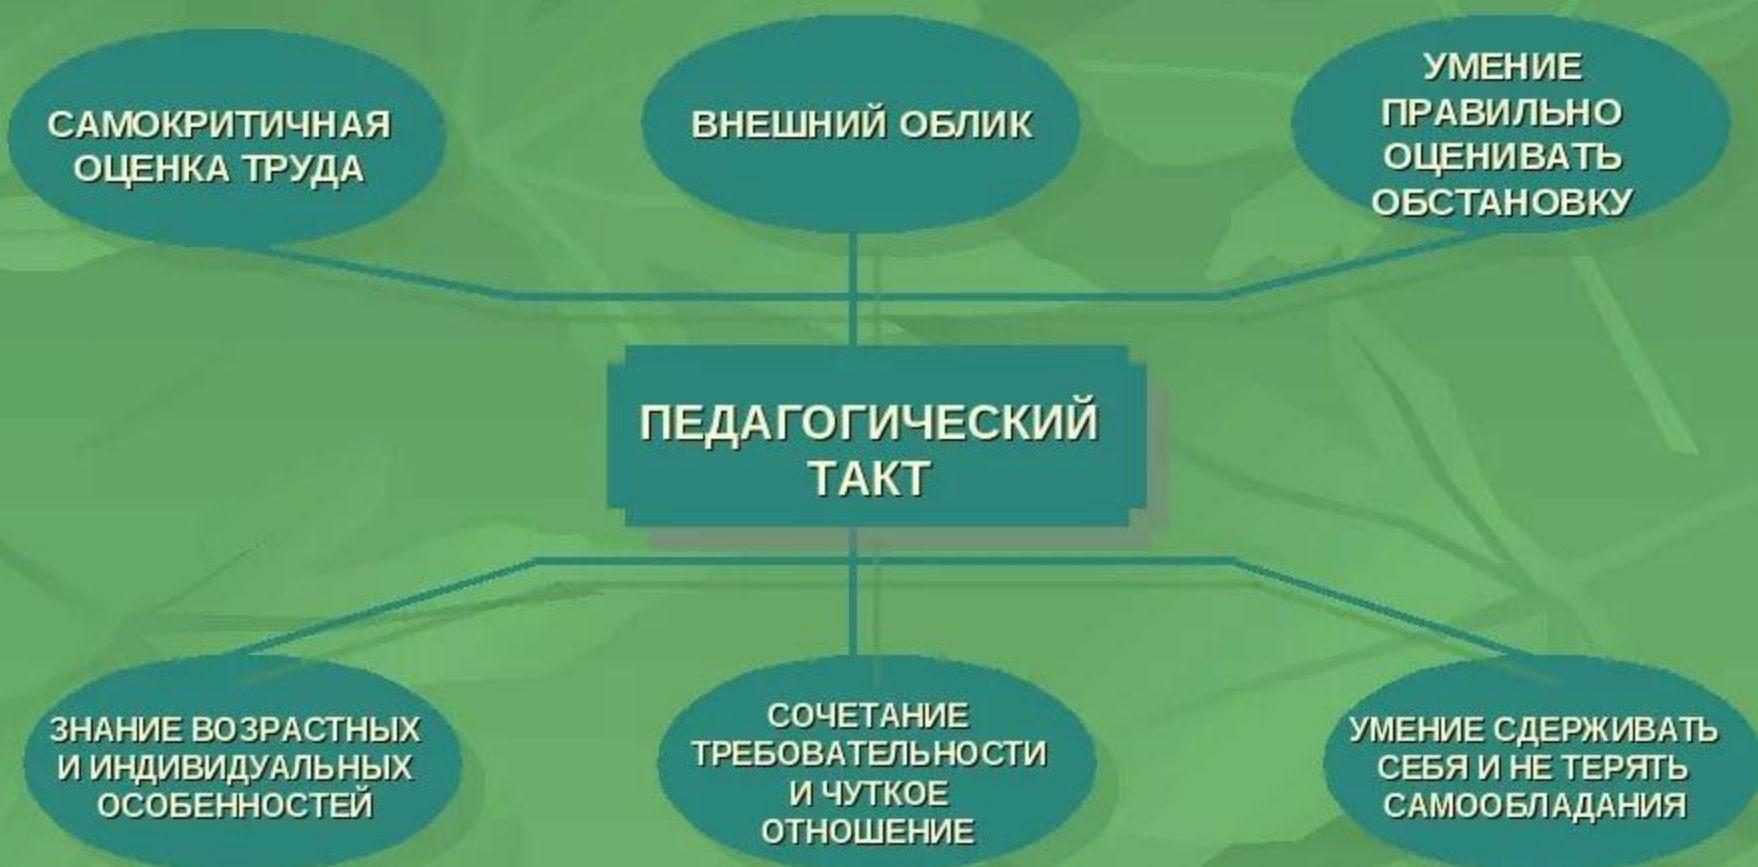 САМОКРИТИЧНАЯ
ОЦЕНКА ТРУДА
ВНЕШНИЙ ОБЛИК
УМЕНИЕ
ПРАВИЛЬНО
ОЦЕНИВАТЬ
ОБСТАНОВКУ
ПЕДАГОГИЧЕСКИЙ
ТАКТ
ЗНАНИЕ ВОЗРАСТНЫХ
И ИНДИВИДУАЛЬНЫХ
ОСОБЕННОСТЕЙ
СОЧЕТАНИЕ
ТРЕБОВАТЕЛЬНОСТИ
И ЧУТКОЕ
ОТНОШЕНИЕ
УМЕНИЕ СДЕРЖИВАТЬ
СЕБЯ И НЕ ТЕРЯТЬ
САМООБЛАДАНИЯ